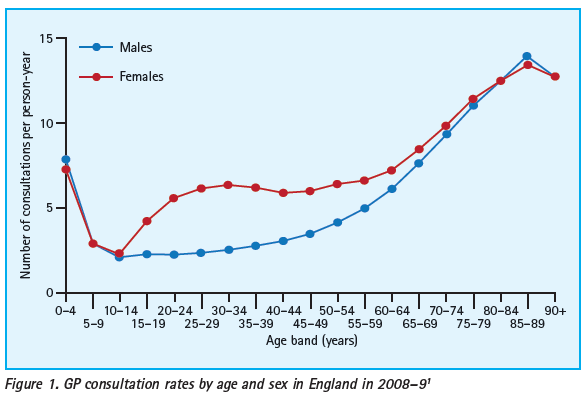 15
10
5
0
Number of consultations per person-year
Males
Females
0–4 10–14 20–24 30–34 40–44 50–54 60–64 70–74 80–84 90+
5–9 15–19 25–29 35–39 45–49 55–59 65–69 75–79 85–89
Age band (years)
Figure 1. GP consultation rates by age and sex in England in 2008–9¹